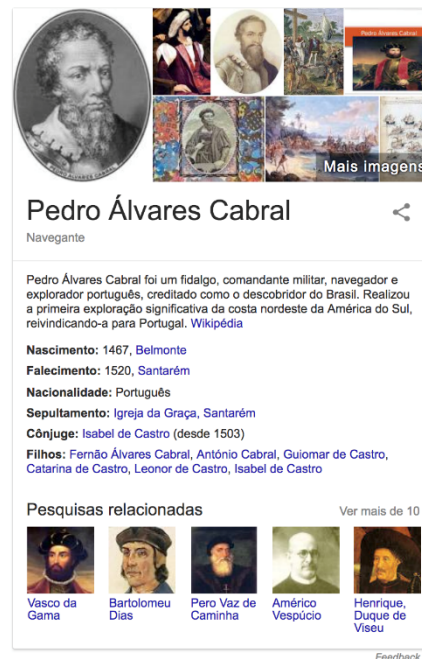 Pedro Álvares Cabral
PEDRO ALVARES CABRAL
Mais imagens
Pedro Álvares Cabral
Navegante
Pedro Álvares Cabral foi um fidalgo, comandante militar, navegador e
explorador português, creditado como o descobridor do Brasil. Realizou
a primeira exploração significativa da costa nordeste da América do Sul,
reivindicando-a para Portugal. Wikipédia
Nascimento: 1467, Belmonte
Falecimento: 1520, Santarém
Nacionalidade: Português
Sepultamento: Igreja da Graça, Santarém
Cônjuge: Isabel de Castro (desde 1503)
Filhos: Fernão Álvares Cabral, António Cabral, Guiomar de Castro,
Catarina de Castro, Leonor de Castro, Isabel de Castro
Pesquisas relacionadas
Ver mais de 10
Vasco da
Gama
Bartolomeu
Dias
Pero Vaz de
Caminha
Américo
Vespúcio
Henrique,
Duque de
Viseu
Feedback